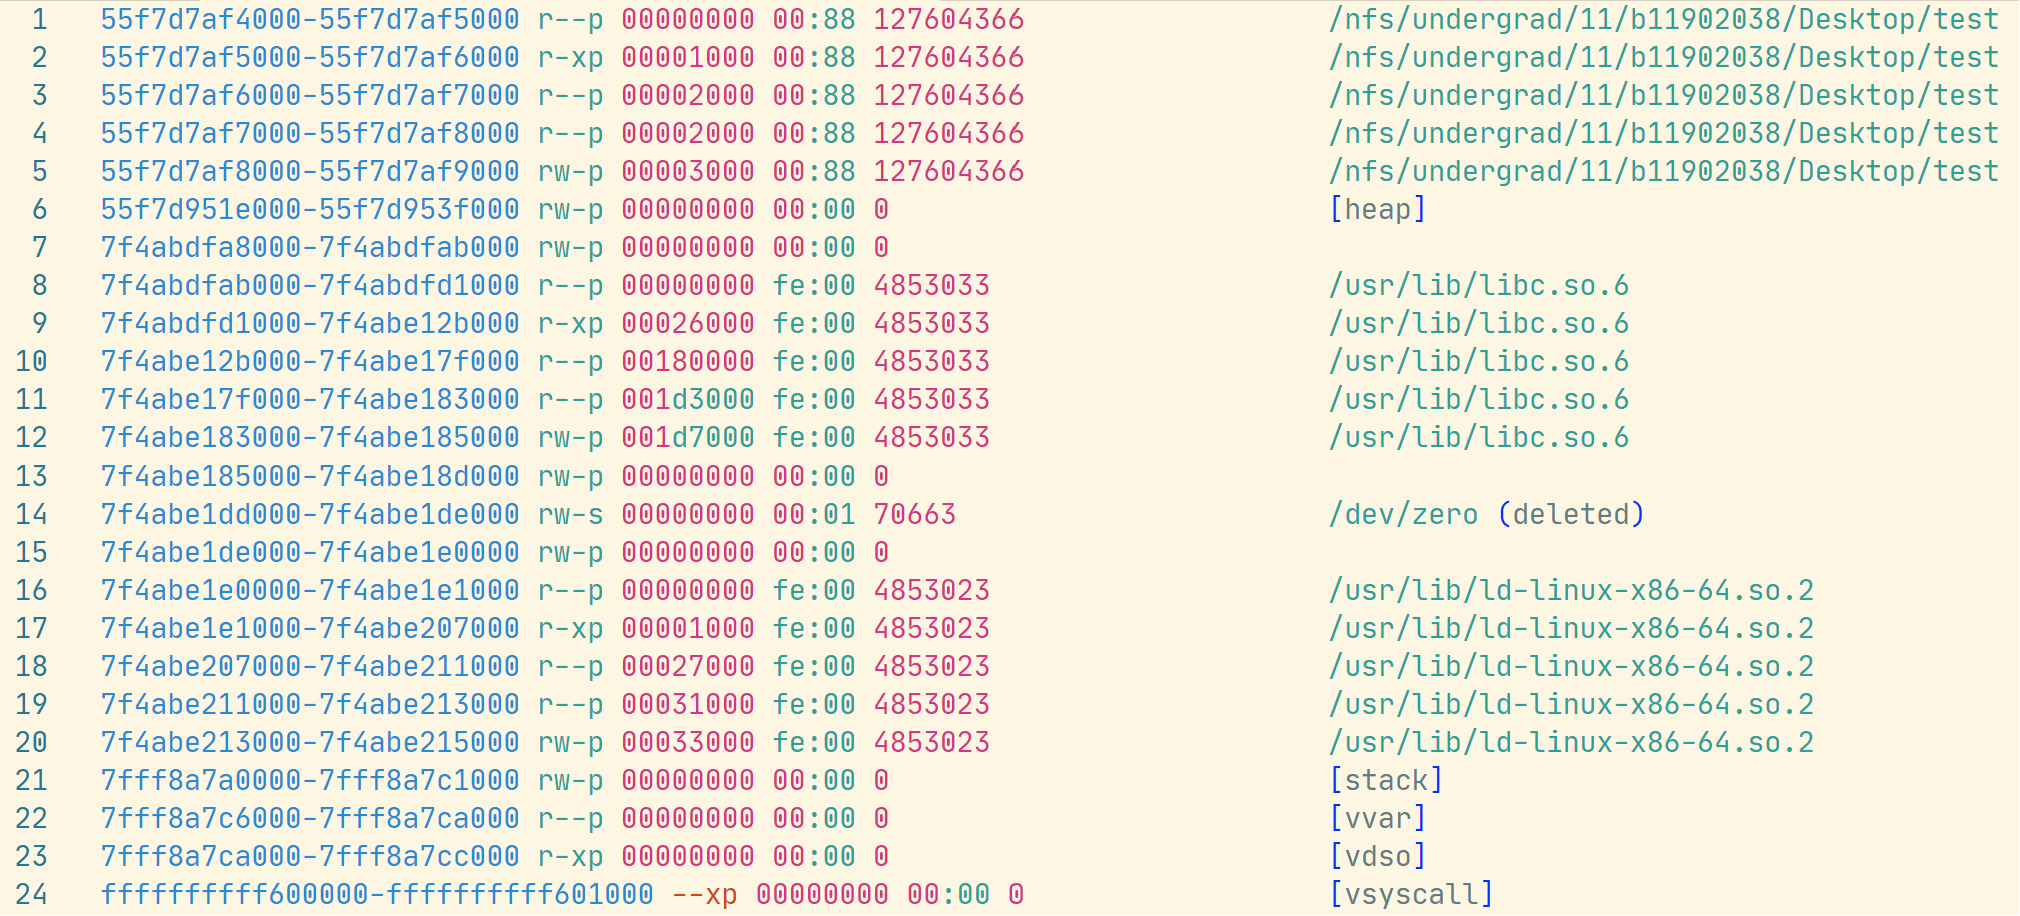 1 55f7d7af4000-55f7d7af5000 r--p 00000000 00:88 127604366 /nfs/undergrad/11/b11902038/Desktop/test
2 55f7d7af5000-55f7d7af6000 r-xp 00001000 00:88 127604366 /nfs/undergrad/11/b11902038/Desktop/test
3 55f7d7af6000-55f7d7af7000 r--p 00002000 00:88 127604366 /nfs/undergrad/11/b11902038/Desktop/test
4 55f7d7af7000-55f7d7af8000 r--p 00002000 00:88 127604366 /nfs/undergrad/11/b11902038/Desktop/test
5 55f7d7af8000-55f7d7af9000 rw-p 00003000 00:88 127604366 /nfs/undergrad/11/b11902038/Desktop/test
6 55f7d951e000-55f7d953f000 rw-p 00000000 00:00 0 [heap]
7 7f4abdfa8000-7f4abdfab000 rw-p 00000000 00:00 0
8 7f4abdfab000-7f4abdfd1000 r--p 00000000 fe:00 4853033 /usr/lib/libc.so.6
9 7f4abdfd1000-7f4abe12b000 r-xp 00026000 fe:00 4853033 /usr/lib/libc.so.6
10 7f4abe12b000-7f4abe17f000 r--p 00180000 fe:00 4853033 /usr/lib/libc.so.6
11 7f4abe17f000-7f4abe183000 r--p 001d3000 fe:00 4853033 /usr/lib/libc.so.6
12 7f4abe183000-7f4abe185000 rw-p 001d7000 fe:00 4853033 /usr/lib/libc.so.6
13 7f4abe185000-7f4abe18d000 rw-p 00000000 00:00 0
14 7f4abe1dd000-7f4abe1de000 rw-s 00000000 00:01 70663 /dev/zero (deleted)
15 7f4abe1de000-7f4abe1e0000 rw-p 00000000 00:00 0
16 7f4abe1e0000-7f4abe1e1000 r--p 00000000 fe:00 4853023 /usr/lib/ld-linux-x86-64.so.2
17 7f4abe1e1000-7f4abe207000 r-xp 00001000 fe:00 4853023 /usr/lib/ld-linux-x86-64.so.2
18 7f4abe207000-7f4abe211000 r--p 00027000 fe:00 4853023 /usr/lib/ld-linux-x86-64.so.2
19 7f4abe211000-7f4abe213000 r--p 00031000 fe:00 4853023 /usr/lib/ld-linux-x86-64.so.2
20 7f4abe213000-7f4abe215000 rw-p 00033000 fe:00 4853023 /usr/lib/ld-linux-x86-64.so.2
21 7fff8a7a0000-7fff8a7c1000 rw-p 00000000 00:00 0 [stack]
22 7fff8a7c6000-7fff8a7ca000 r--p 00000000 00:00 0 [vvar]
23 7fff8a7ca000-7fff8a7cc000 r-xp 00000000 00:00 0 [vdso]
24 ffffffffff600000-ffffffffff601000 --xp 00000000 00:00 0 [vsyscall]